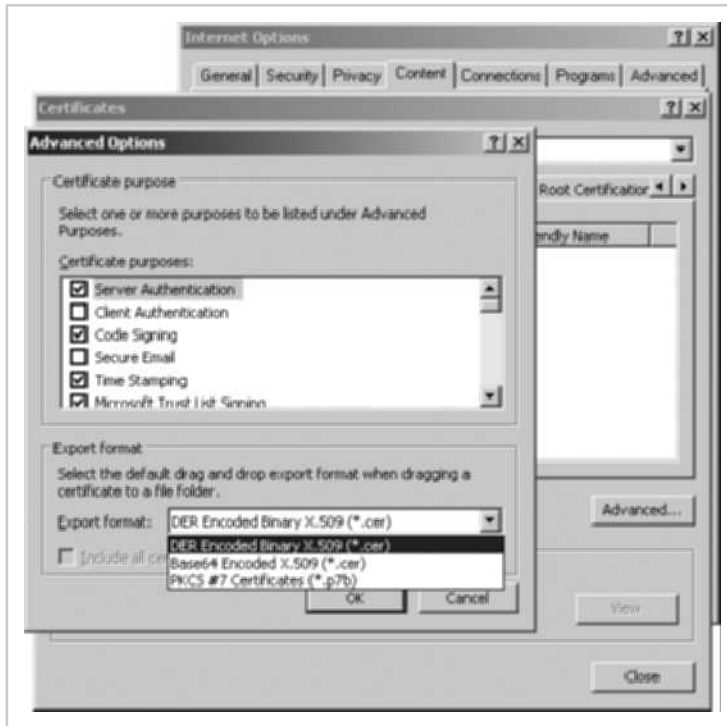 Internet Options
General Security Privacy Content Connections Programs Advanced
Certificates
Advanced Options
Root Certification
Certificate purpose
Select one or more purposes to be listed under Advanced
Purposes.
endly Name
Certificate purposes:
Server Authentication
Client Authentication
Code Signing
Secure Email
Time Stamping
Microsoft Trust List Signing
Export format
Select the default drag and drop export format when dragging a
certificate to a file folder.
Advanced...
Export format: DER Encoded Binary X.509 (*.cer)
DER Encoded Binary X.509 (*.cer)
Include all cer
Base64 Encoded X.509 (*.cer)
PKCS #7 Certificates (*.p7b)
OK Cancel
View
Close